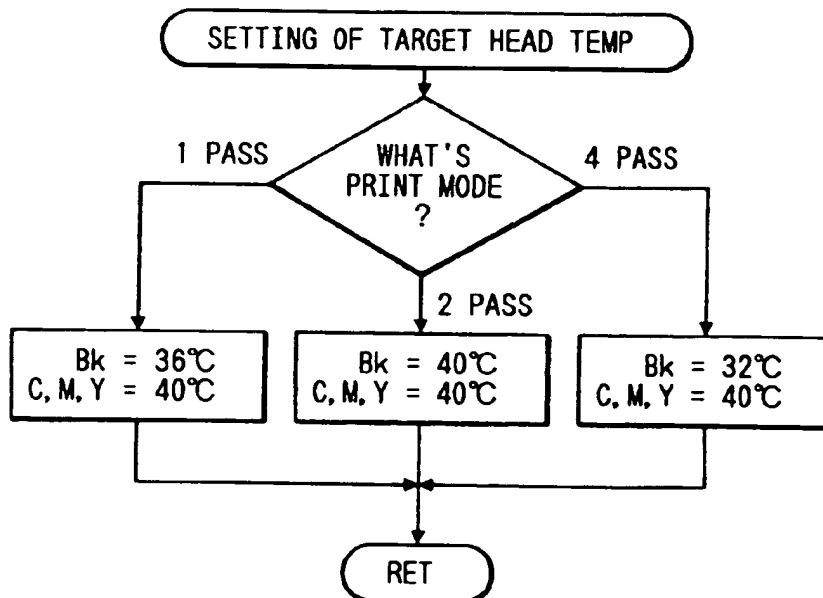 SETTING OF TARGET HEAD TEMP
WHAT'S
PRINT MODE
?
1 PASS
4 PASS
2 PASS
Bk = 36℃
C, M, Y = 40℃
Bk = 40℃
C, M, Y = 40℃
Bk = 32℃
C, M, Y = 40℃
RET